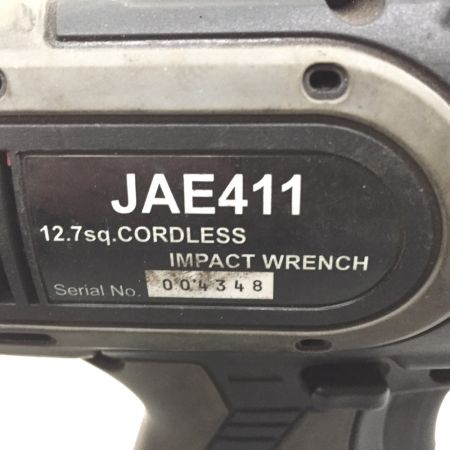 JAE411
12.7sq.CORDLESS
IMPACT WRENCH
Serial No. 004348